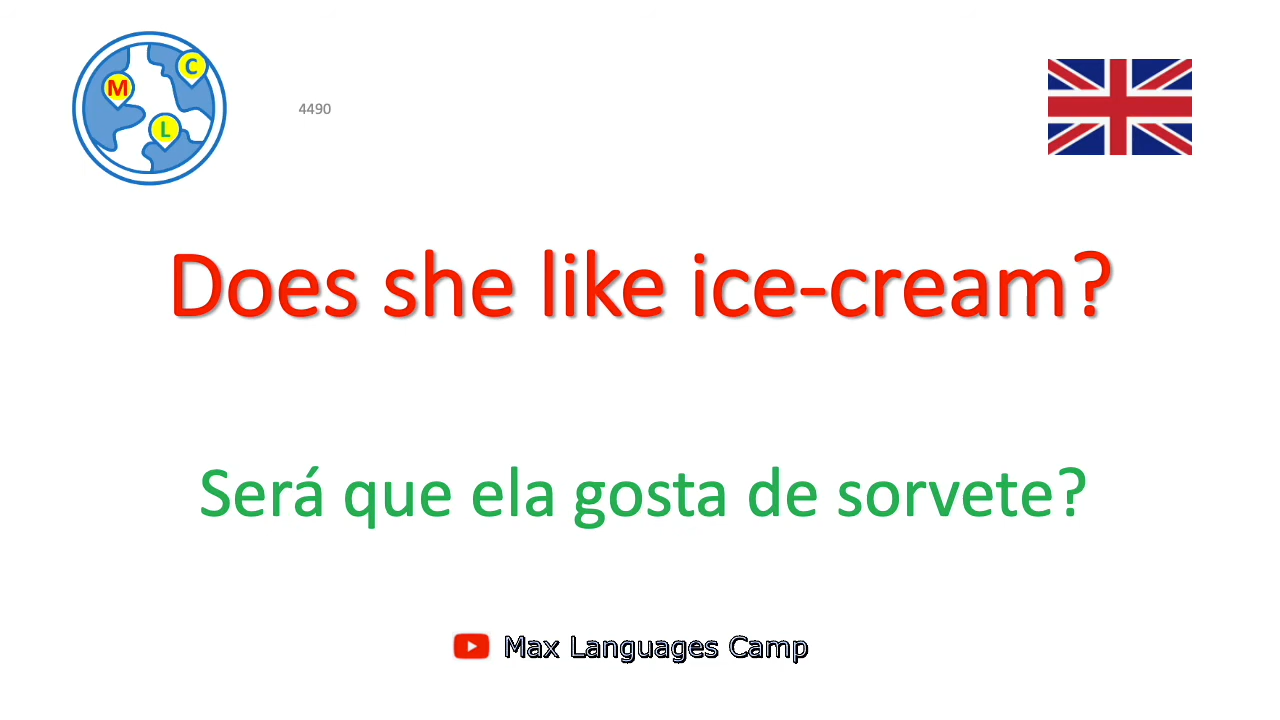 M
C
L
4490
Does she like ice-cream?
Será que ela gosta de sorvete?
Max Languages Camp